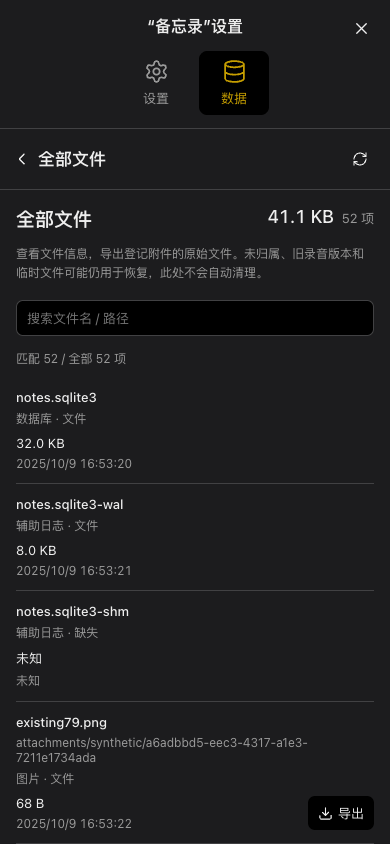 “备忘录”设置
设置
数据
全部文件
全部文件
41.1 KB 52 项
查看文件信息，导出登记附件的原始文件。未归属、旧录音版本和
临时文件可能仍用于恢复，此处不会自动清理。
搜索文件名 / 路径
匹配 52 / 全部 52 项
notes.sqlite3
数据库 · 文件
32.0 KB
2025/10/9 16:53:20
notes.sqlite3-wal
辅助日志 · 文件
8.0 KB
2025/10/9 16:53:21
notes.sqlite3-shm
辅助日志 · 缺失
未知
未知
existing79.png
attachments/synthetic/a6adbbd5-eec3-4317-a1e3-
7211e1734ada
图片 · 文件
68 B
2025/10/9 16:53:22
导出